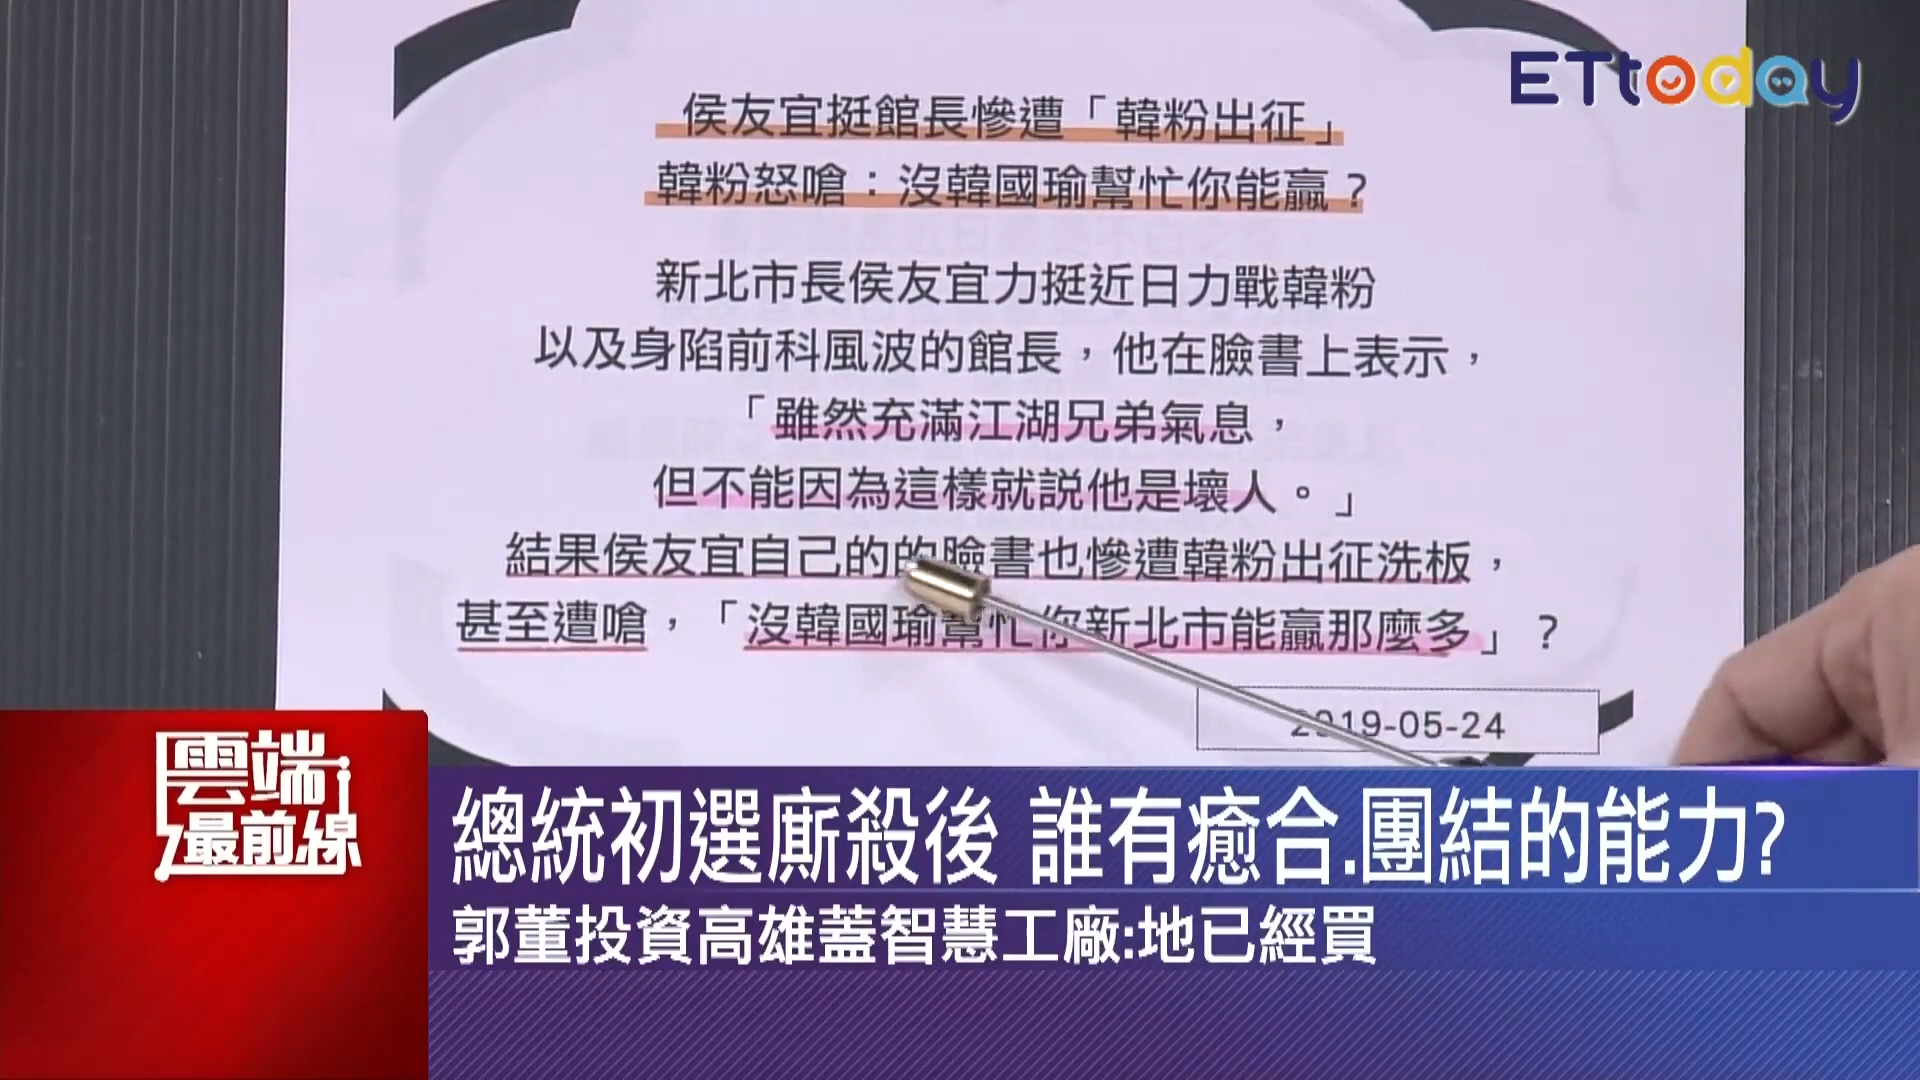 ETtoday
侯友宜挺館長慘遭「韓粉出征」
韓粉怒嗆：沒韓國瑜幫忙你能贏？
新北市長侯友宜力挺近日力戰韓粉
以及身陷前科風波的館長，他在臉書上表示，
「雖然充滿江湖兄弟氣息，
但不能因為這樣就説他是壞人。」
結果侯友宜自己的的臉書也慘遭韓粉出征洗板，
甚至遭嗆，「沒韓國瑜幫忙你新北市能贏那麼多」？
2019-05-24
雲端
最前線
總統初選廝殺後 誰有癒合.團結的能力?
郭董投資高雄蓋智慧工廠:地已經買